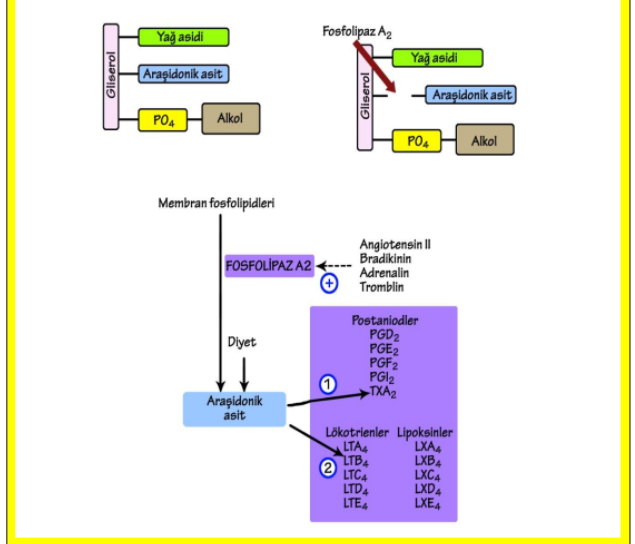 Gliserol
Yağ asidi
Araşidonik asit
PO4
Alkol
Fosfolipaz A2
Gliserol
Yağ asidi
Araşidonik asit
PO4
Alkol
Membran fosfolipidleri
FOSFOLİPAZ A2
+
Angiotensin II
Bradikinin
Adrenalin
Tromblin
Diyet
Araşidonik
asit
1
2
Postaniodler
PGD2
PGE2
PGF2
PGI2
TXA2
Lökotrienler
LTA4
LTB4
LTC4
LTD4
LTE4
Lipoksinler
LXA4
LXB4
LXC4
LXD4
LXE4